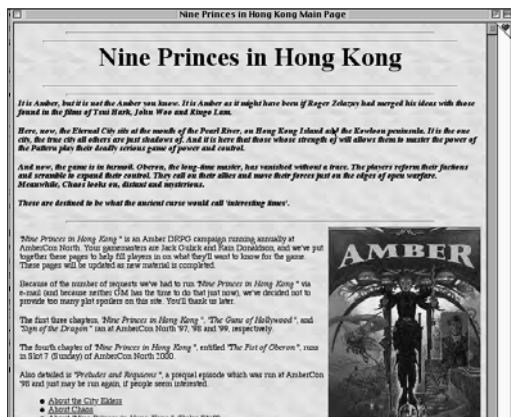 Nine Princes in Hong Kong Main Page
Nine Princes in Hong Kong
It is Amber, but it is not the Amber you know. It is Amber as it might have been if Roger Zelazny had merged his ideas with those
found in the films of Tsui Hark, John Woo and Ringo Lam.
Here, now, the Eternal City sits at the mouth of the Pearl River, on Hong Kong Island and the Kowloon peninsula. It is the one
city, the true city all others are just shadows of. And it is here that those whose strength of will allows them to master the power of
the Pattern play their deadly serious game of power and control.
And now, the game is in turmoil. Oberon, the long-time master, has vanished without a trace. The players reform their factions
and scramble to expand their control. They call on their allies and move their forces just on the edges of open warfare.
Meanwhile, Chaos looks on, distant and mysterious.
These are destined to be what the ancient curse would call 'interesting times'.
"Nine Princes in Hong Kong" is an Amber DRPG campaign running annually at
AmberCon North. Your gamemasters are Jack Gulick and Rain Donaldson, and we've put
together these pages to help fill players in on what they'll want to know for the game.
These pages will be updated as new material is completed.
Because of the number of requests we've had to run "Nine Princes in Hong Kong" via
e-mail (and because neither GM has the time to do that just now), we've decided not to
provide too many plot spoilers on this site. You'll thank us later.
The first three chapters, "Nine Princes in Hong Kong", "The Guns of Hollywood", and
"Sign of the Dragon" ran at AmberCon North '97, '98 and '99, respectively.
The fourth chapter of "Nine Princes in Hong Kong", entitled "The Fist of Oberon", runs
in Slot 7 (Sunday) of AmberCon North 2000.
Also detailed is "Preludes and Requiems", a prequel episode which was run at AmberCon
'98 and just may be run again, if people seem interested.
About the City Elders
About Chaos
AMBER